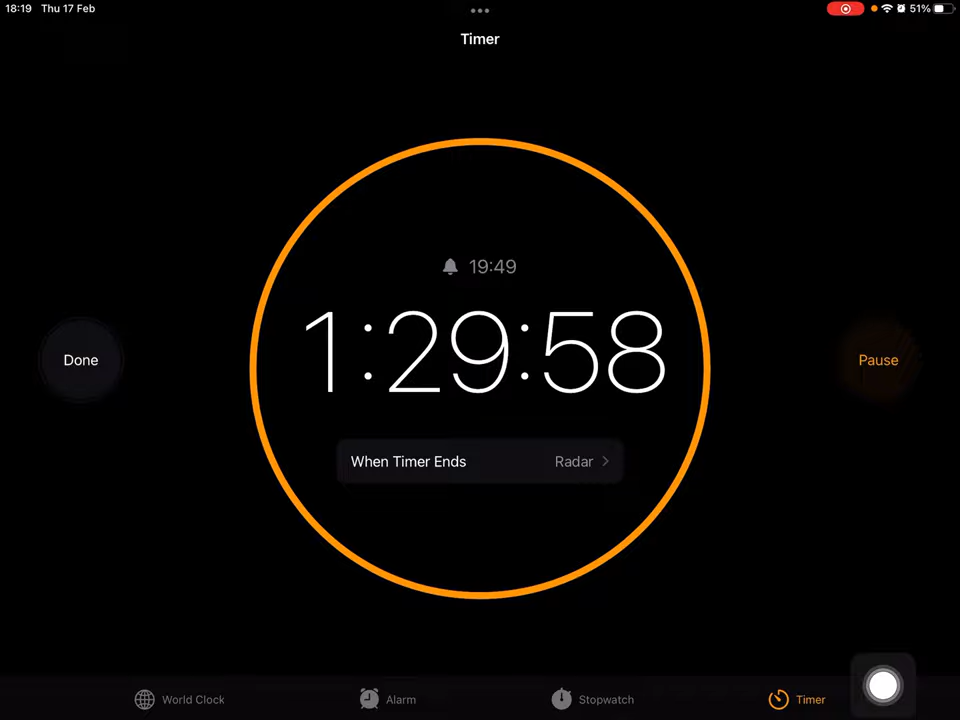 18:19 Thu 17 Feb
51%
Timer
19:49
1:29:58
Done
Pause
When Timer Ends Radar
World Clock Alarm Stopwatch Timer